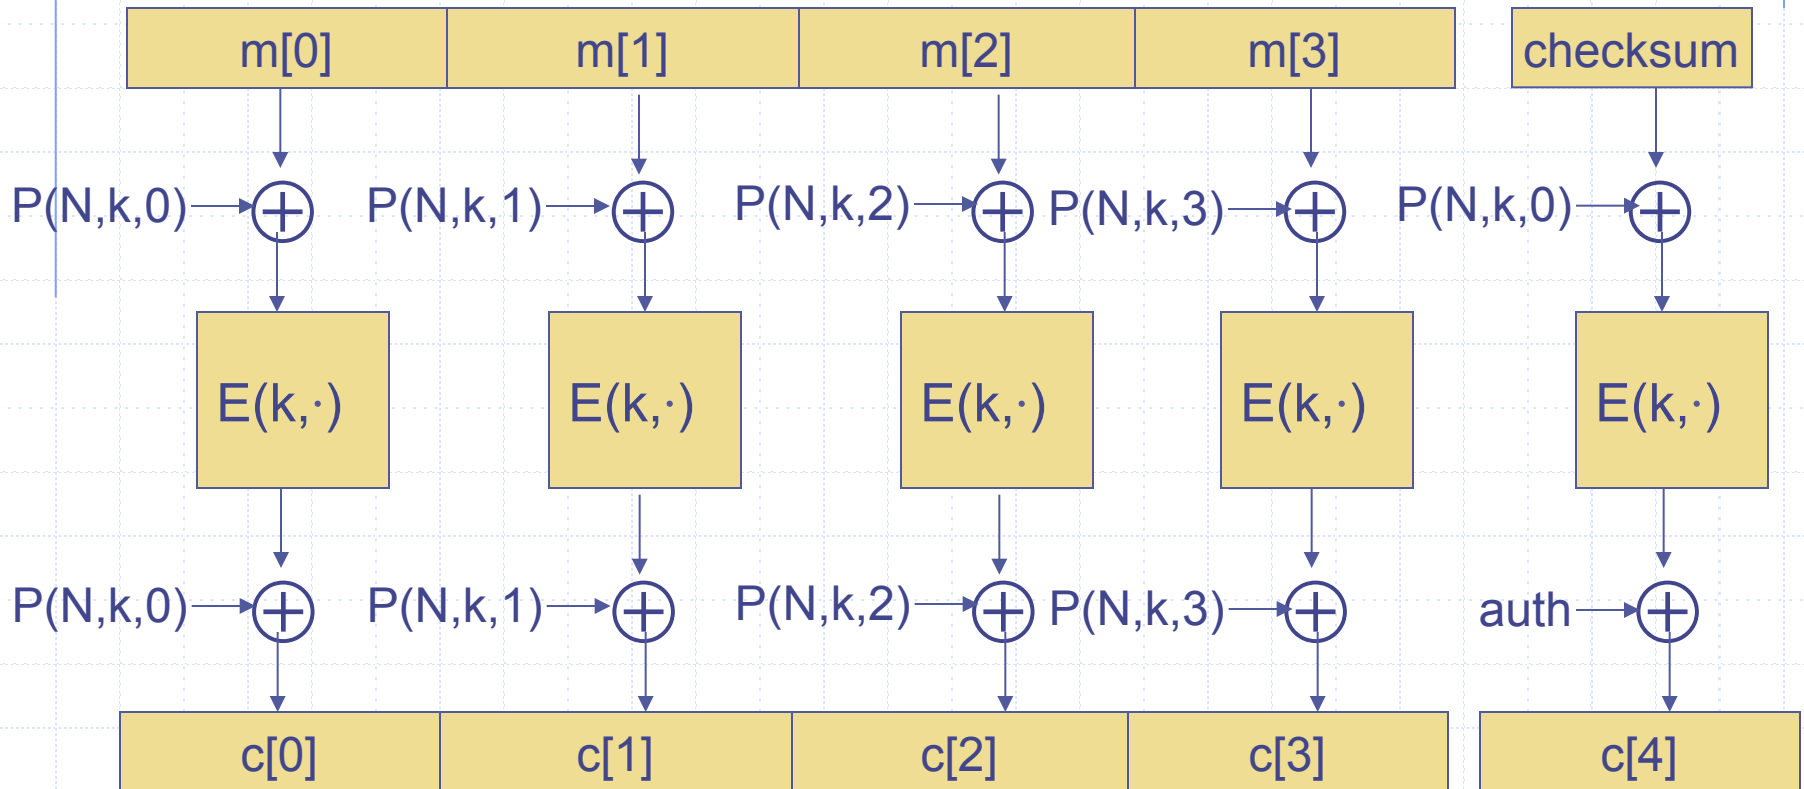 m[0] m[1] m[2] m[3] checksum
P(N,k,0) P(N,k,1) P(N,k,2) P(N,k,3) P(N,k,0)
E(k,·) E(k,·) E(k,·) E(k,·) E(k,·)
P(N,k,0) P(N,k,1) P(N,k,2) P(N,k,3) auth
c[0] c[1] c[2] c[3] c[4]